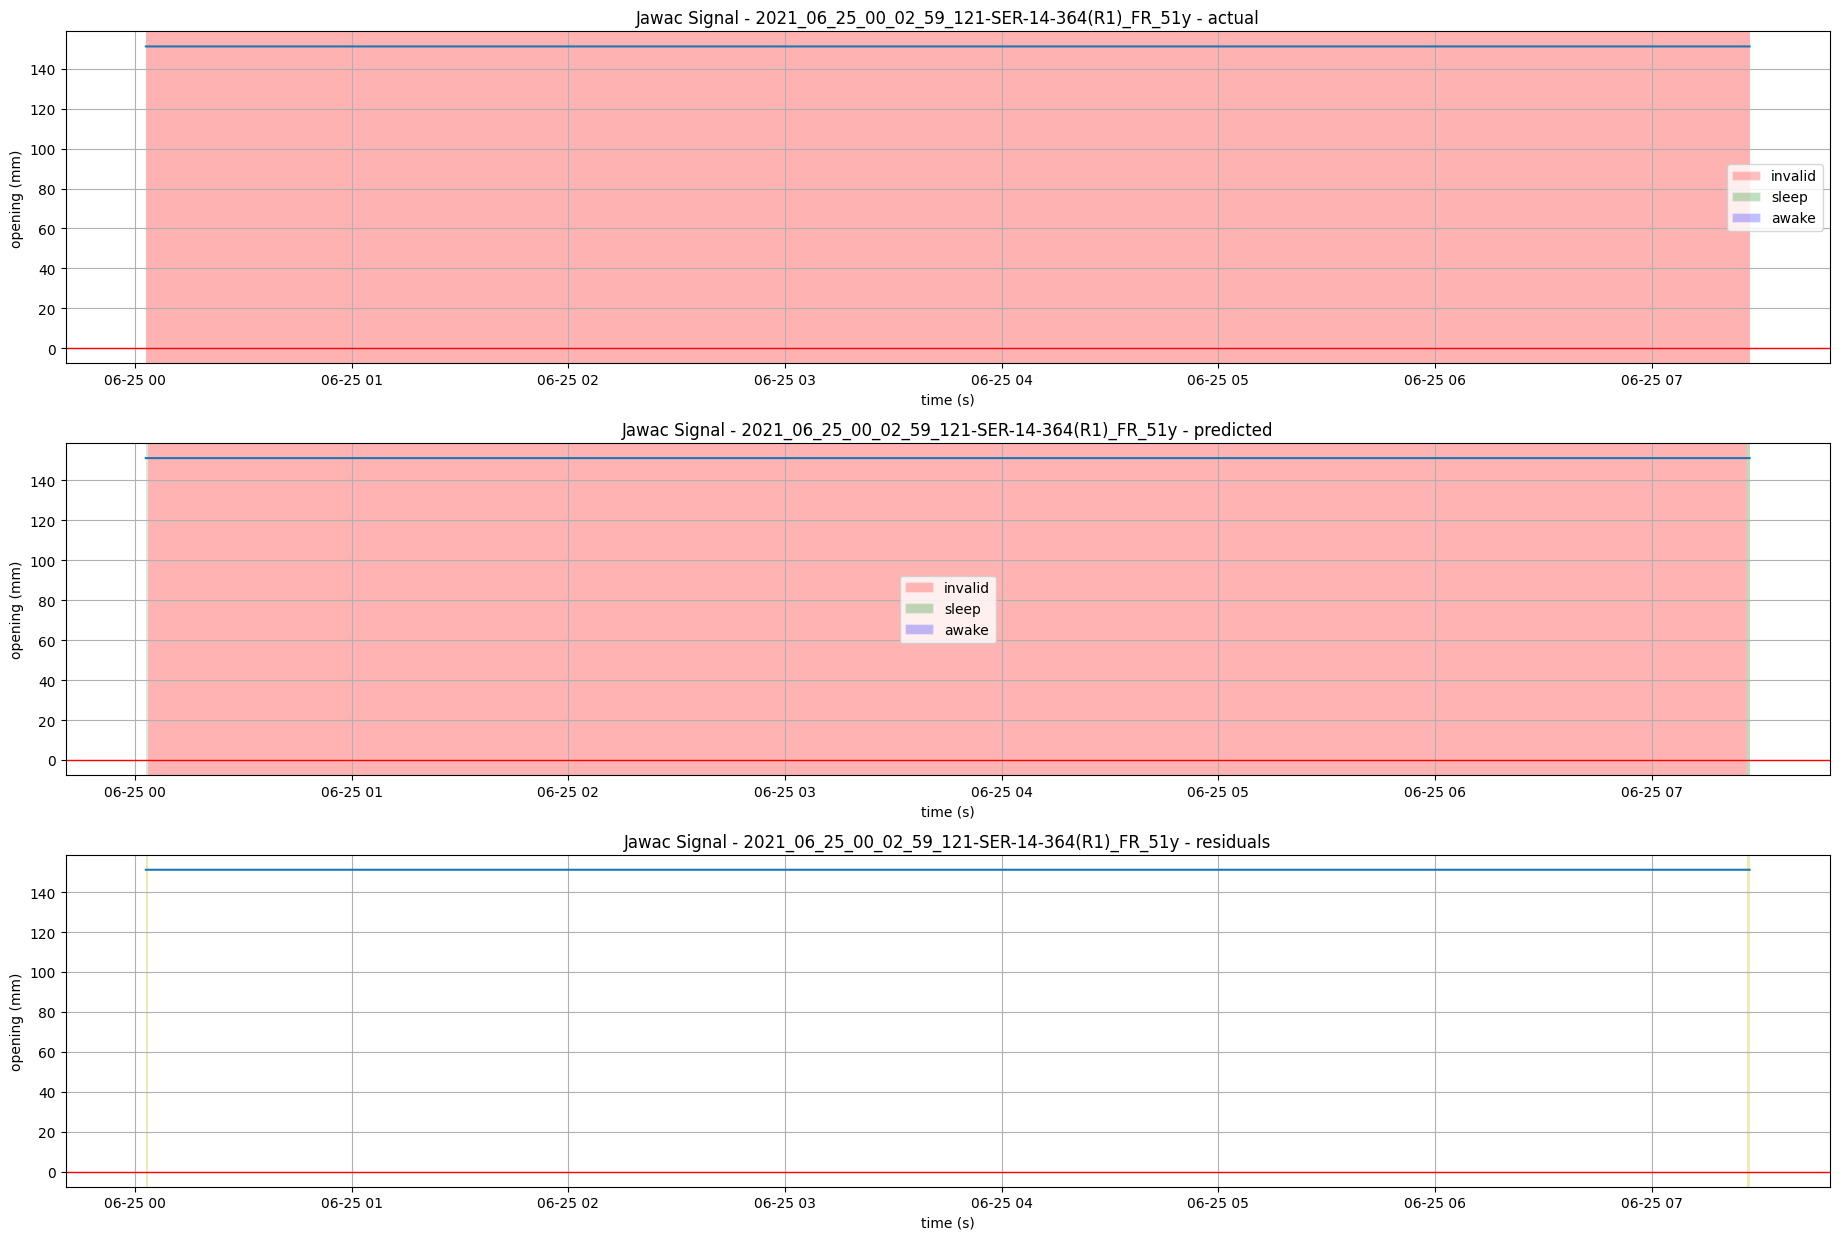 Jawac Signal - 2021_06_25_00_02_59_121-SER-14-364(R1)_FR_51y - actual
140
120
100
80
60
40
20
0
opening (mm)
invalid
sleep
awake
06-25 00 06-25 01 06-25 02 06-25 03 06-25 04 06-25 05 06-25 06 06-25 07
time (s)
Jawac Signal - 2021_06_25_00_02_59_121-SER-14-364(R1)_FR_51y - predicted
140
120
100
80
60
40
20
0
opening (mm)
invalid
sleep
awake
06-25 00 06-25 01 06-25 02 06-25 03 06-25 04 06-25 05 06-25 06 06-25 07
time (s)
Jawac Signal - 2021_06_25_00_02_59_121-SER-14-364(R1)_FR_51y - residuals
140
120
100
80
60
40
20
0
opening (mm)
06-25 00 06-25 01 06-25 02 06-25 03 06-25 04 06-25 05 06-25 06 06-25 07
time (s)